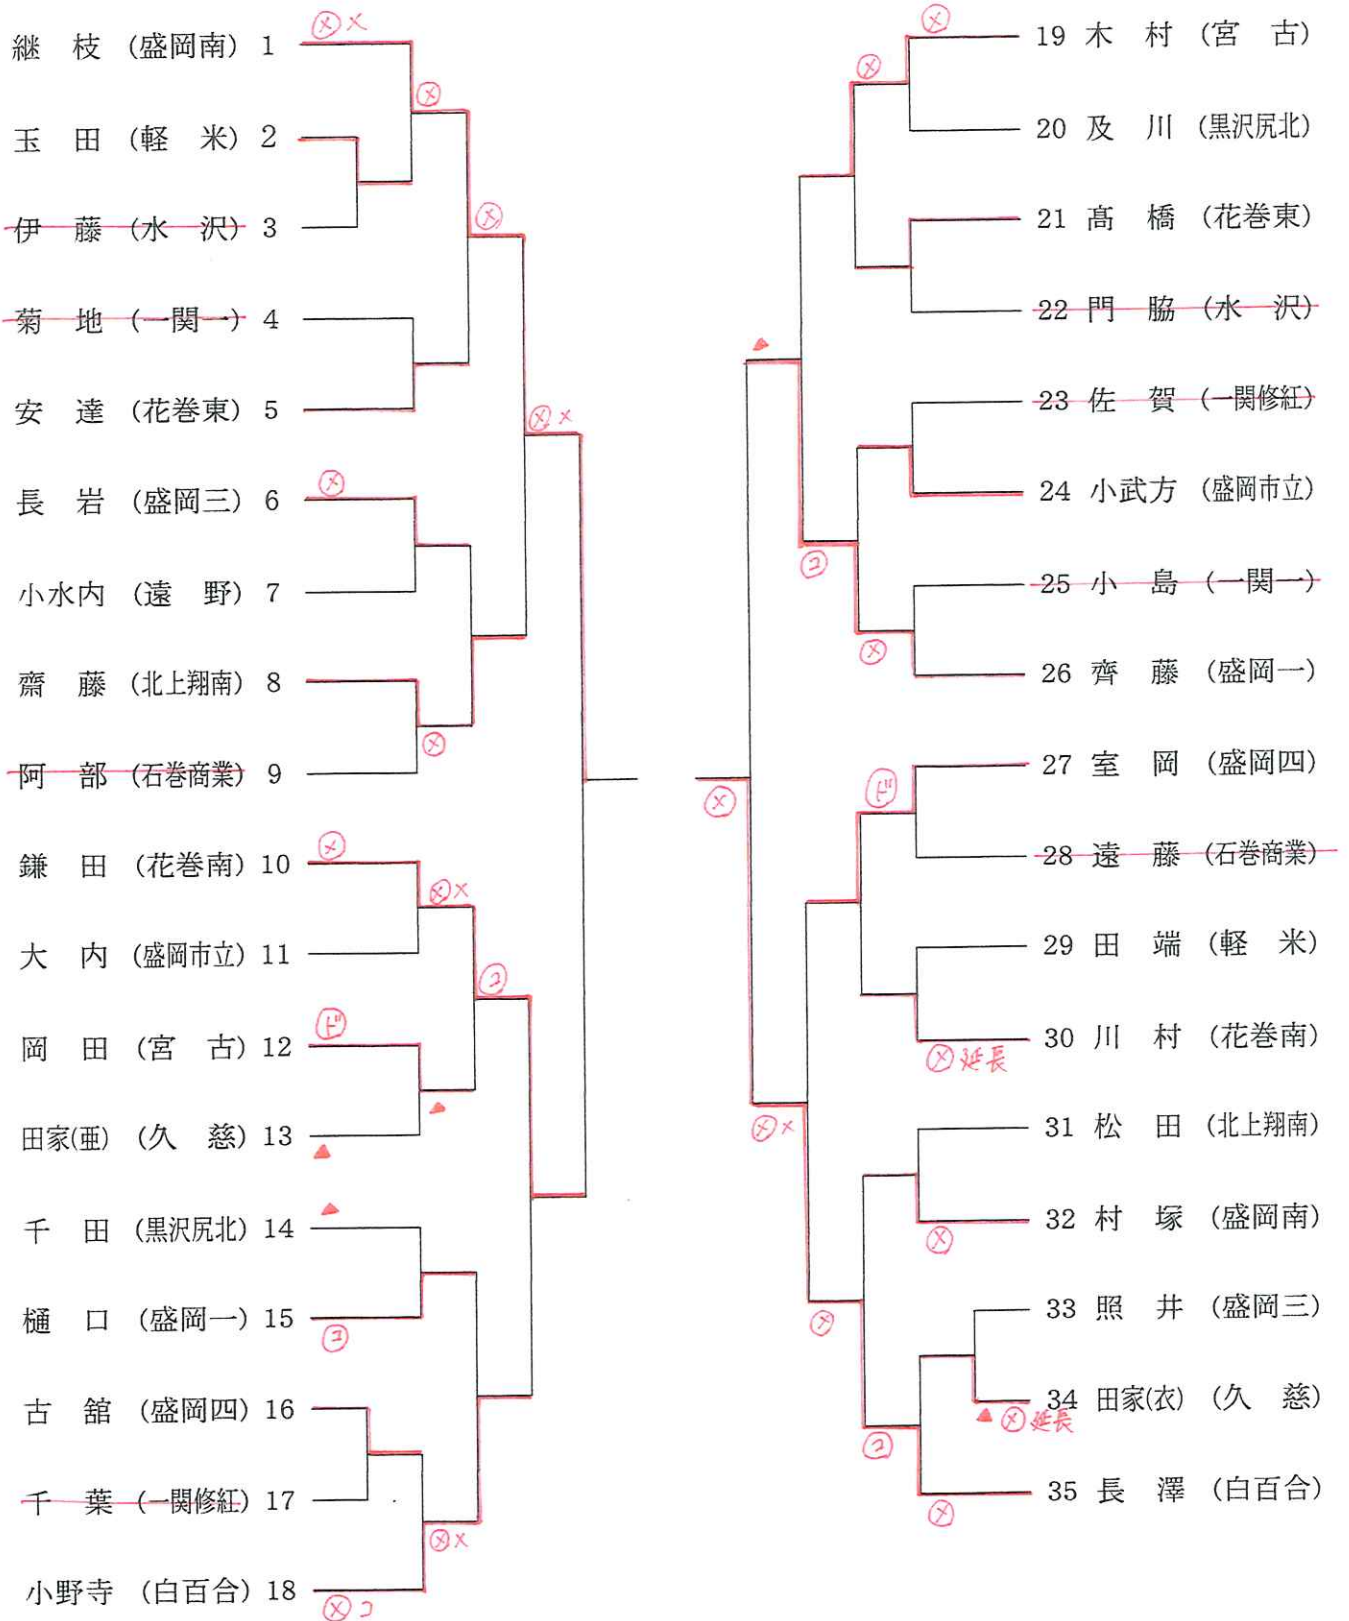 継 枝 (盛岡南) 1
玉 田 (軽 米) 2
伊 藤 (水 沢) 3
菊 地 (一関一) 4
安 達 (花巻東) 5
長 岩 (盛岡三) 6
小水内 (遠 野) 7
齋 藤 (北上翔南) 8
阿 部 (石巻商業) 9
鎌 田 (花巻南) 10
大 内 (盛岡市立) 11
岡 田 (宮 古) 12
田家(亜) (久 慈) 13
千 田 (黒沢尻北) 14
樋 口 (盛岡一) 15
古 舘 (盛岡四) 16
千 葉 (一関修紅) 17
小野寺 (白百合) 18
19 木 村 (宮 古)
20 及 川 (黒沢尻北)
21 髙 橋 (花巻東)
22 門 脇 (水 沢)
23 佐 賀 (一関修紅)
24 小武方 (盛岡市立)
25 小 島 (一関一)
26 齊 藤 (盛岡一)
27 室 岡 (盛岡四)
28 遠 藤 (石巻商業)
29 田 端 (軽 米)
30 川 村 (花巻南)
延長
31 松 田 (北上翔南)
32 村 塚 (盛岡南)
33 照 井 (盛岡三)
34 田家(衣) (久 慈)
延長
35 長 澤 (白百合)